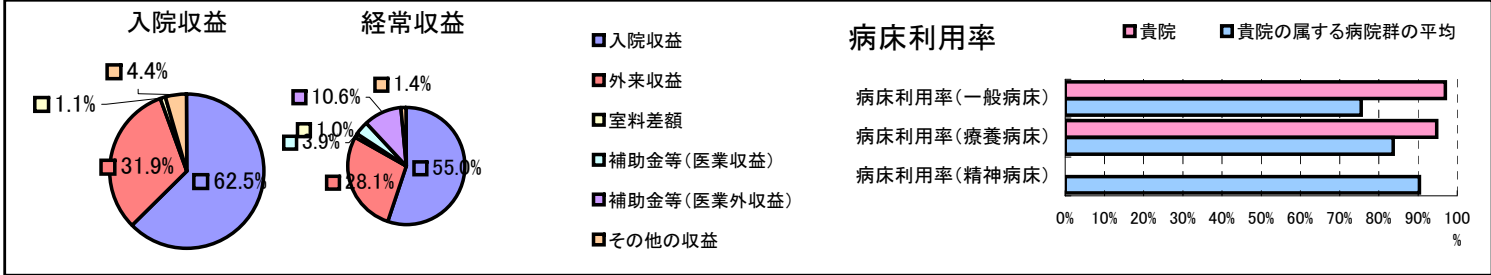 入院収益
4.4%
1.1%
31.9%
62.5%
経常収益
1.4%
10.6%
1.0%
3.9%
28.1%
55.0%
入院収益
外来収益
室料差額
補助金等(医業収益)
補助金等(医業外収益)
その他の収益
病床利用率
貴院
貴院の属する病院群の平均
病床利用率(一般病床)
病床利用率(療養病床)
病床利用率(精神病床)
0% 10% 20% 30% 40% 50% 60% 70% 80% 90% 100
%